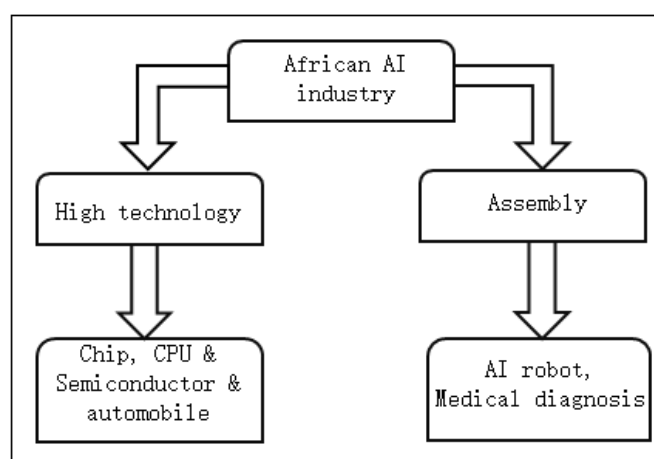 African AI
industry
High technology
Assembly
Chip, CPU &
Semiconductor &
automobile
AI robot,
Medical diagnosis